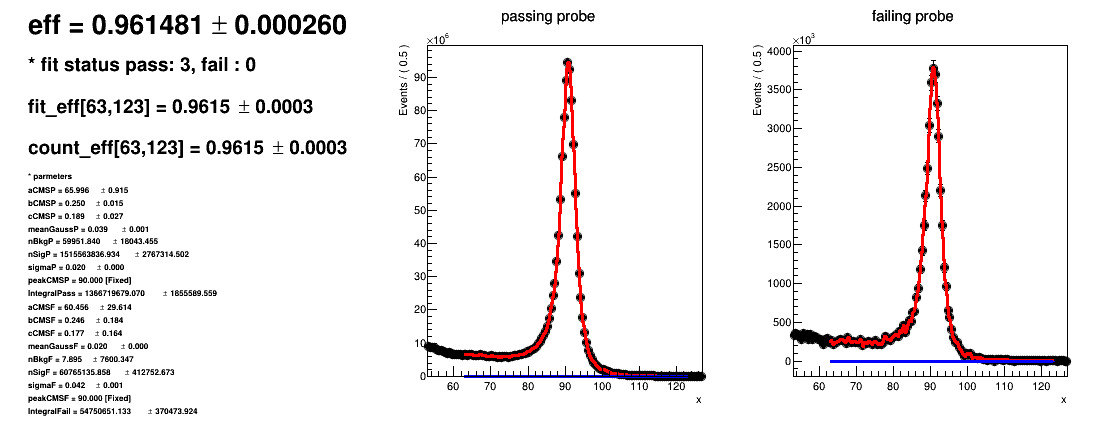 eff = 0.961481 ± 0.000260
* fit status pass: 3, fail : 0
fit_eff[63,123] = 0.9615 ± 0.0003
count_eff[63,123] = 0.9615 ± 0.0003
* parmeters
aCMSP = 65.996 ± 0.915
bCMSP = 0.250 ± 0.015
cCMSP = 0.189 ± 0.027
meanGaussP = 0.039 ± 0.001
nBkgP = 59951.840 ± 18043.455
nSigP = 1515563836.934 ± 2767314.502
sigmaP = 0.020 ± 0.000
peakCMSP = 90.000 [Fixed]
IntegralPass = 1366719679.070 ± 1855589.559
aCMSF = 60.456 ± 29.614
bCMSF = 0.246 ± 0.184
cCMSF = 0.177 ± 0.164
meanGaussF = 0.020 ± 0.000
nBkgF = 7.895 ± 7600.347
nSigF = 60765135.858 ± 412752.673
sigmaF = 0.042 ± 0.001
peakCMSF = 90.000 [Fixed]
IntegralFail = 54750651.133 ± 370473.924
passing probe
×10⁶
Events / ( 0.5 )
90
80
70
60
50
40
30
20
10
0
60 70 80 90 100 110 120
x
failing probe
×10³
Events / ( 0.5 )
4000
3500
3000
2500
2000
1500
1000
500
0
60 70 80 90 100 110 120
x